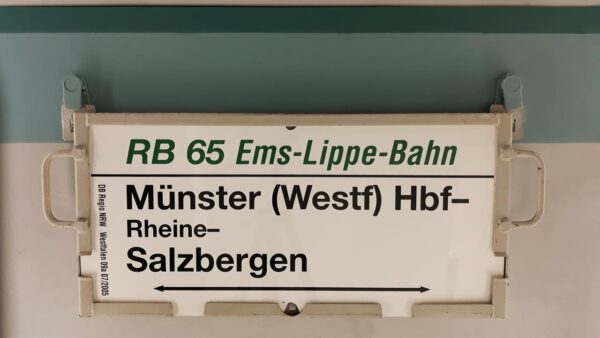 RB 65 Ems-Lippe-Bahn
Münster (Westf) Hbf–
Rheine–
Salzbergen
DB Regio NRW Westfalen 09a 07/2005